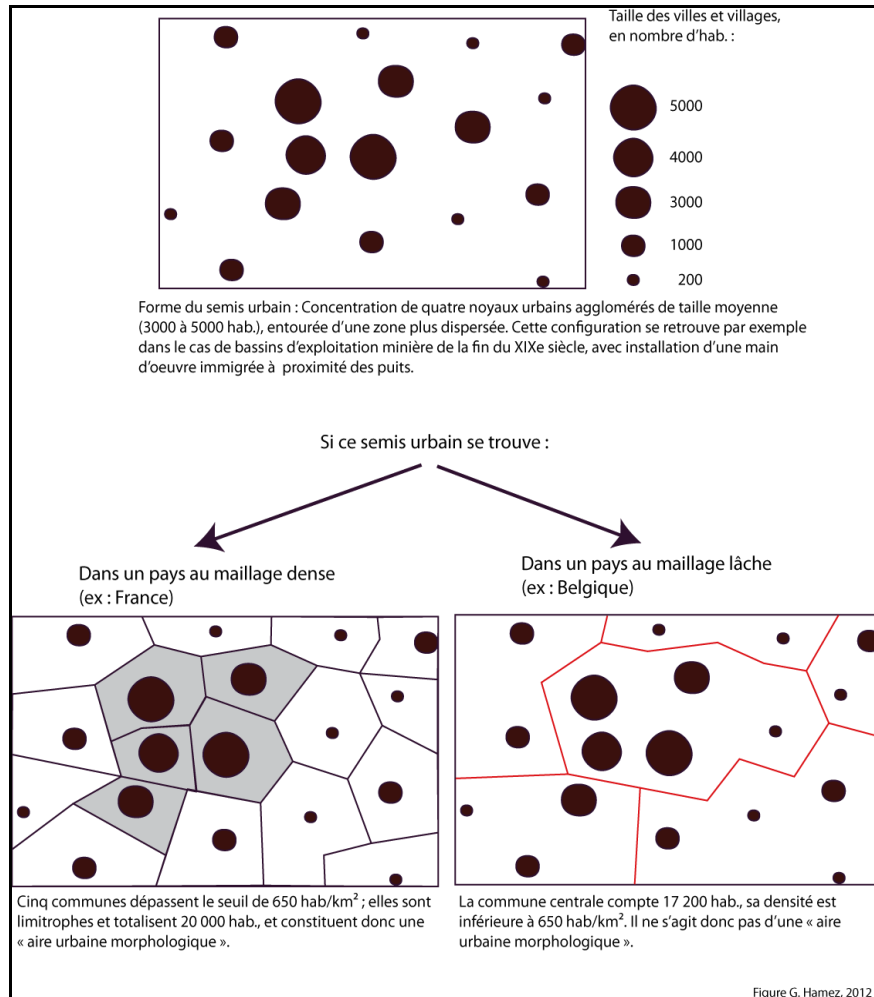 Taille des villes et villages,
en nombre d'hab. :
5000
4000
3000
1000
200
Forme du semis urbain : Concentration de quatre noyaux urbains agglomérés de taille moyenne
(3000 à 5000 hab.), entourée d'une zone plus dispersée. Cette configuration se retrouve par exemple
dans le cas de bassins d'exploitation minière de la fin du XIXe siècle, avec installation d'une main
d'oeuvre immigrée à proximité des puits.
Si ce semis urbain se trouve :
Dans un pays au maillage dense
(ex : France)
Dans un pays au maillage lâche
(ex : Belgique)
Cinq communes dépassent le seuil de 650 hab/km² ; elles sont
limitrophes et totalisent 20 000 hab., et constituent donc une
« aire urbaine morphologique ».
La commune centrale compte 17 200 hab., sa densité est
inférieure à 650 hab/km². Il ne s'agit donc pas d'une « aire
urbaine morphologique ».
Figure G. Hamez, 2012